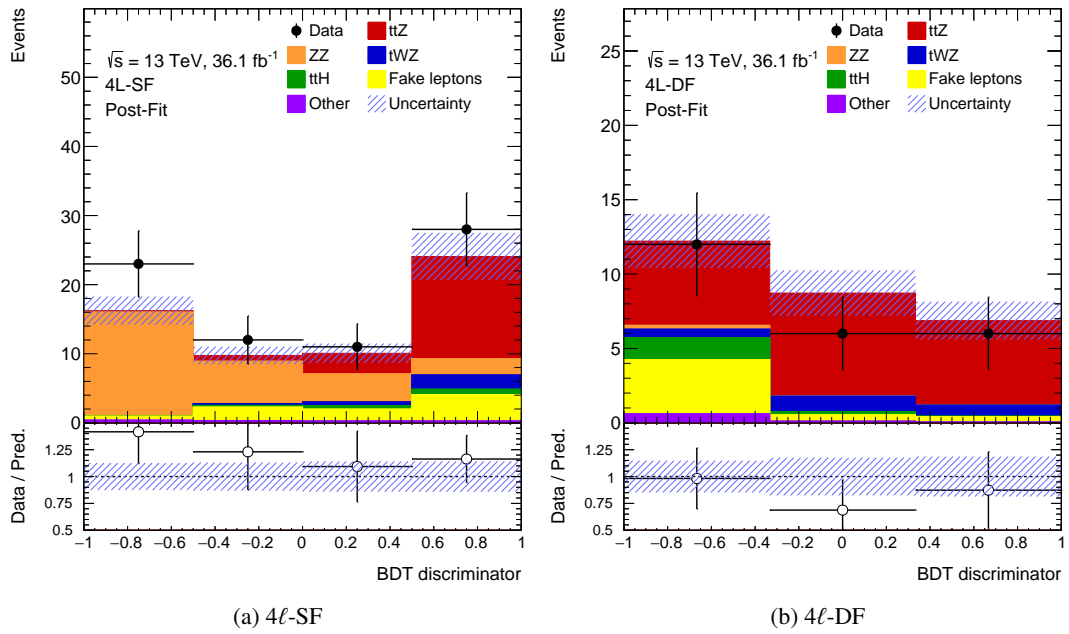 Events
60
50
40
30
20
10
0
√s = 13 TeV, 36.1 fb⁻¹
4L-SF
Post-Fit
Data
ttZ
ZZ
tWZ
ttH
Fake leptons
Other
Uncertainty
Data / Pred.
1.25
1
0.75
0.5
−1 −0.8 −0.6 −0.4 −0.2 0 0.2 0.4 0.6 0.8 1
BDT discriminator
(a) 4ℓ-SF
Events
25
20
15
10
5
0
√s = 13 TeV, 36.1 fb⁻¹
4L-DF
Post-Fit
Data
ttZ
ZZ
tWZ
ttH
Fake leptons
Other
Uncertainty
Data / Pred.
1.25
1
0.75
0.5
−1 −0.8 −0.6 −0.4 −0.2 0 0.2 0.4 0.6 0.8 1
BDT discriminator
(b) 4ℓ-DF